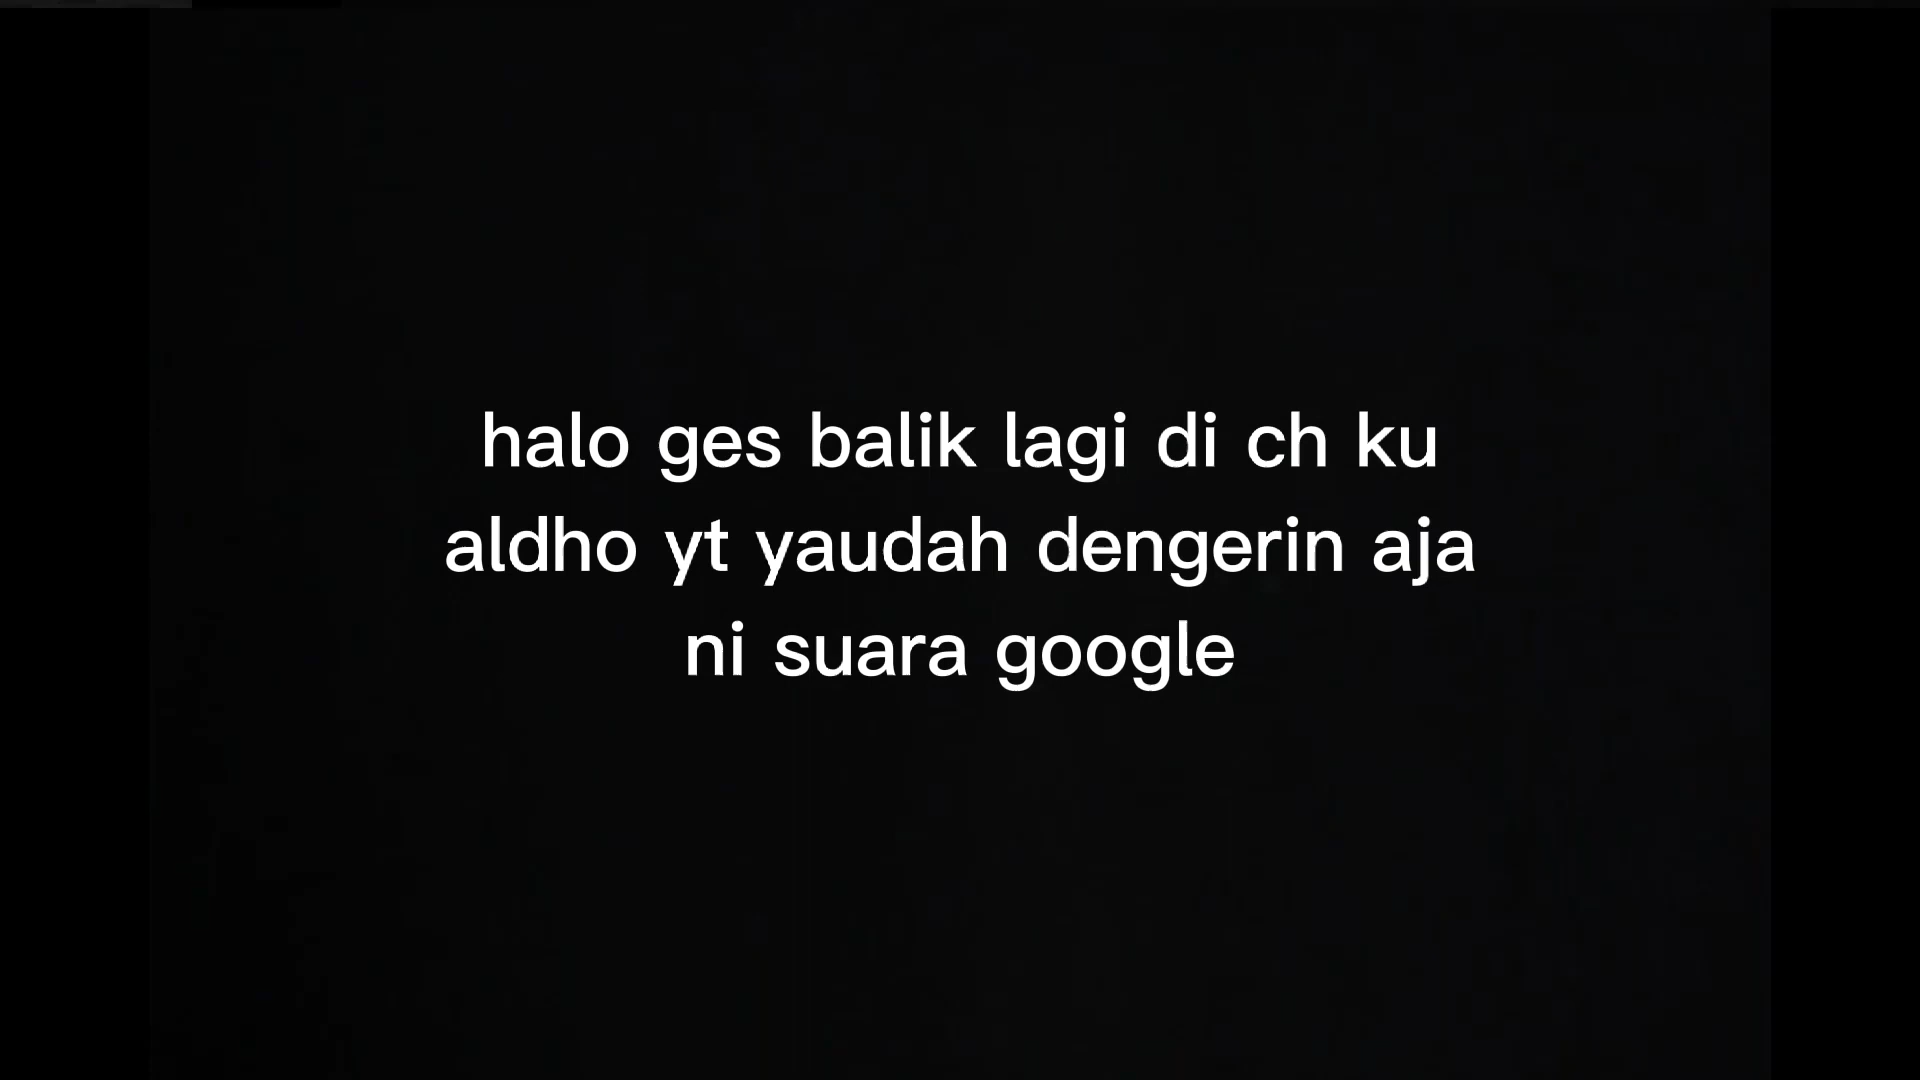 halo ges balik lagi di ch ku
aldho yt yaudah dengerin aja
ni suara google